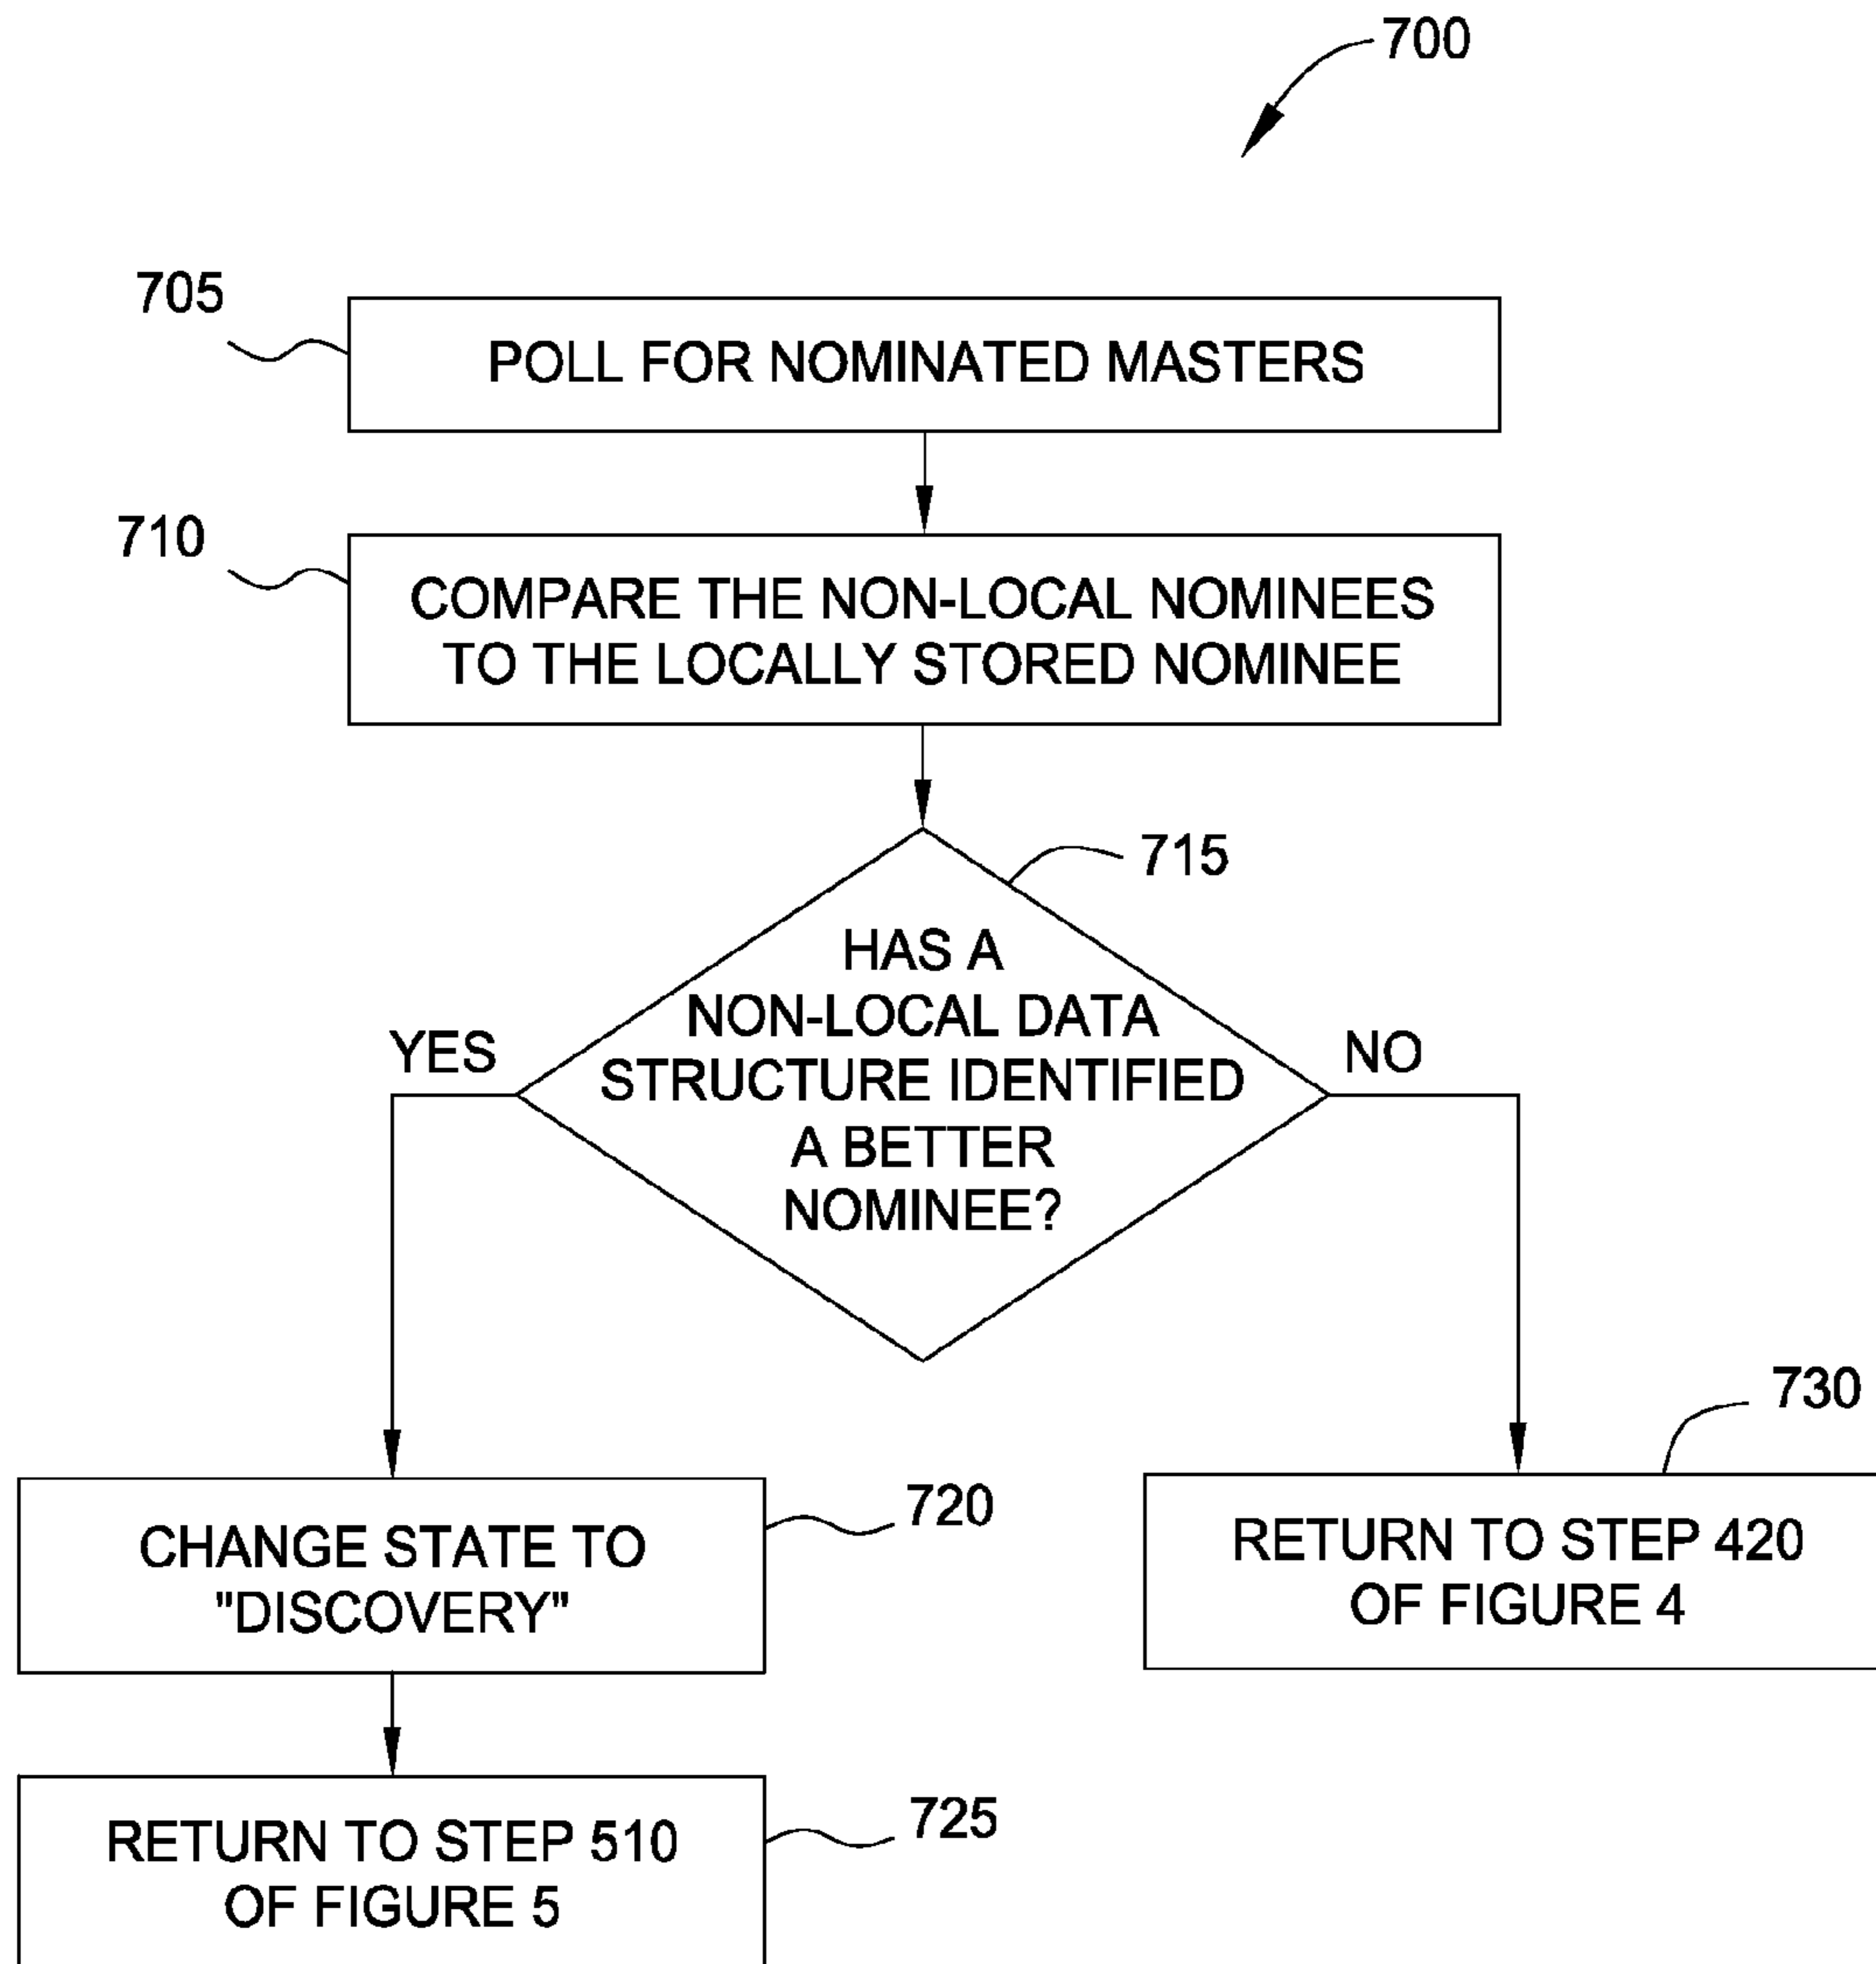 700
705
POLL FOR NOMINATED MASTERS
710
COMPARE THE NON-LOCAL NOMINEES
TO THE LOCALLY STORED NOMINEE
715
HAS A
NON-LOCAL DATA
STRUCTURE IDENTIFIED
A BETTER
NOMINEE?
YES
NO
720
CHANGE STATE TO
"DISCOVERY"
730
RETURN TO STEP 420
OF FIGURE 4
725
RETURN TO STEP 510
OF FIGURE 5